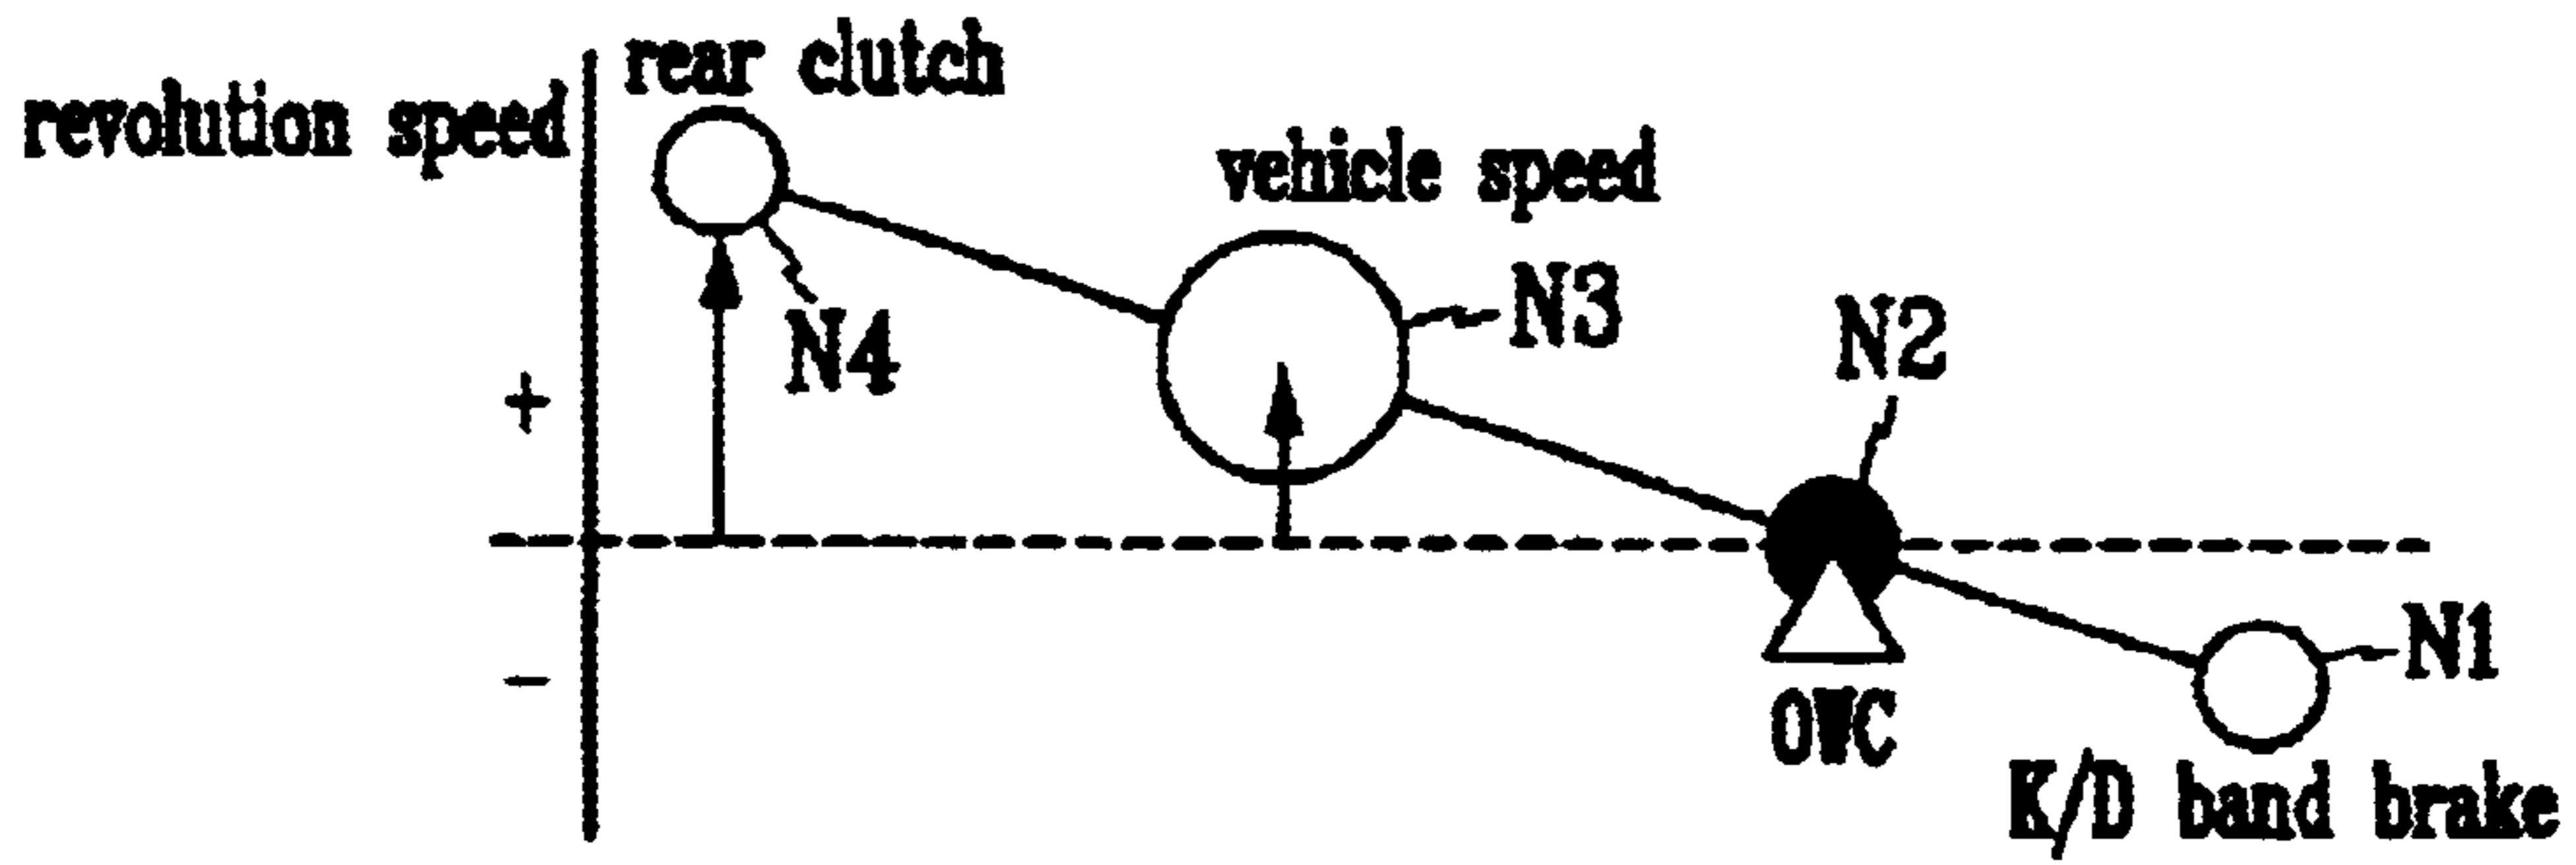 rear clutch
revolution speed
vehicle speed
N3
N2
N4
+
−
N1
OWC
K/D band brake